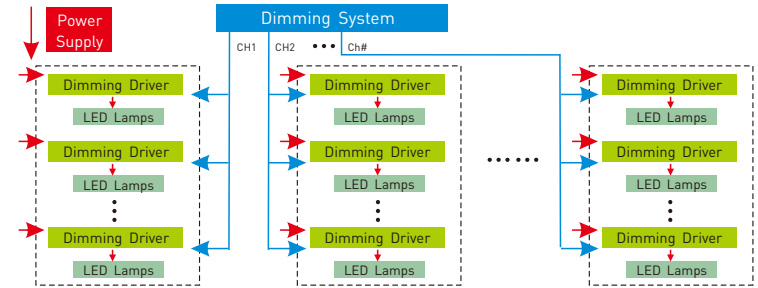 Power
Supply
Dimming System
CH1
CH2
Ch#
Dimming Driver
LED Lamps
Dimming Driver
LED Lamps
Dimming Driver
LED Lamps
Dimming Driver
LED Lamps
Dimming Driver
LED Lamps
Dimming Driver
LED Lamps
Dimming Driver
LED Lamps
Dimming Driver
LED Lamps
Dimming Driver
LED Lamps